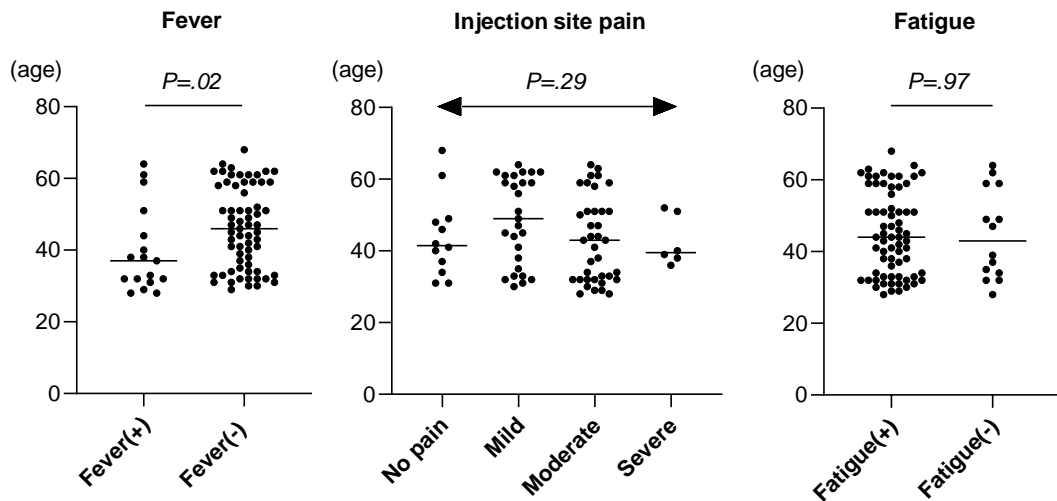 Fever
(age)
P=.02
80
60
40
20
0
Fever(+)
Fever(-)
Injection site pain
(age)
P=.29
80
60
40
20
0
No pain
Mild
Moderate
Severe
Fatigue
(age)
P=.97
80
60
40
20
0
Fatigue(+)
Fatigue(-)